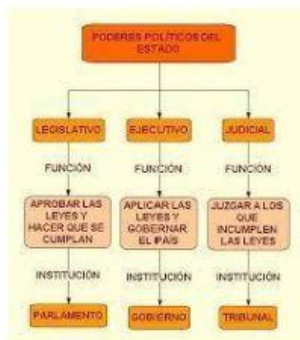 PODERES POLÍTICOS DEL
ESTADO
LEGISLATIVO
EJECUTIVO
JUDICIAL
FUNCIÓN
FUNCIÓN
FUNCIÓN
APROBAR LAS
LEYES Y
HACER QUE SE
CUMPLAN
APLICAR LAS
LEYES Y
GOBERNAR
EL PAÍS
JUZGAR A LOS
QUE
INCUMPLEN
LAS LEYES
INSTITUCIÓN
INSTITUCIÓN
INSTITUCIÓN
PARLAMENTO
GOBIERNO
TRIBUNAL